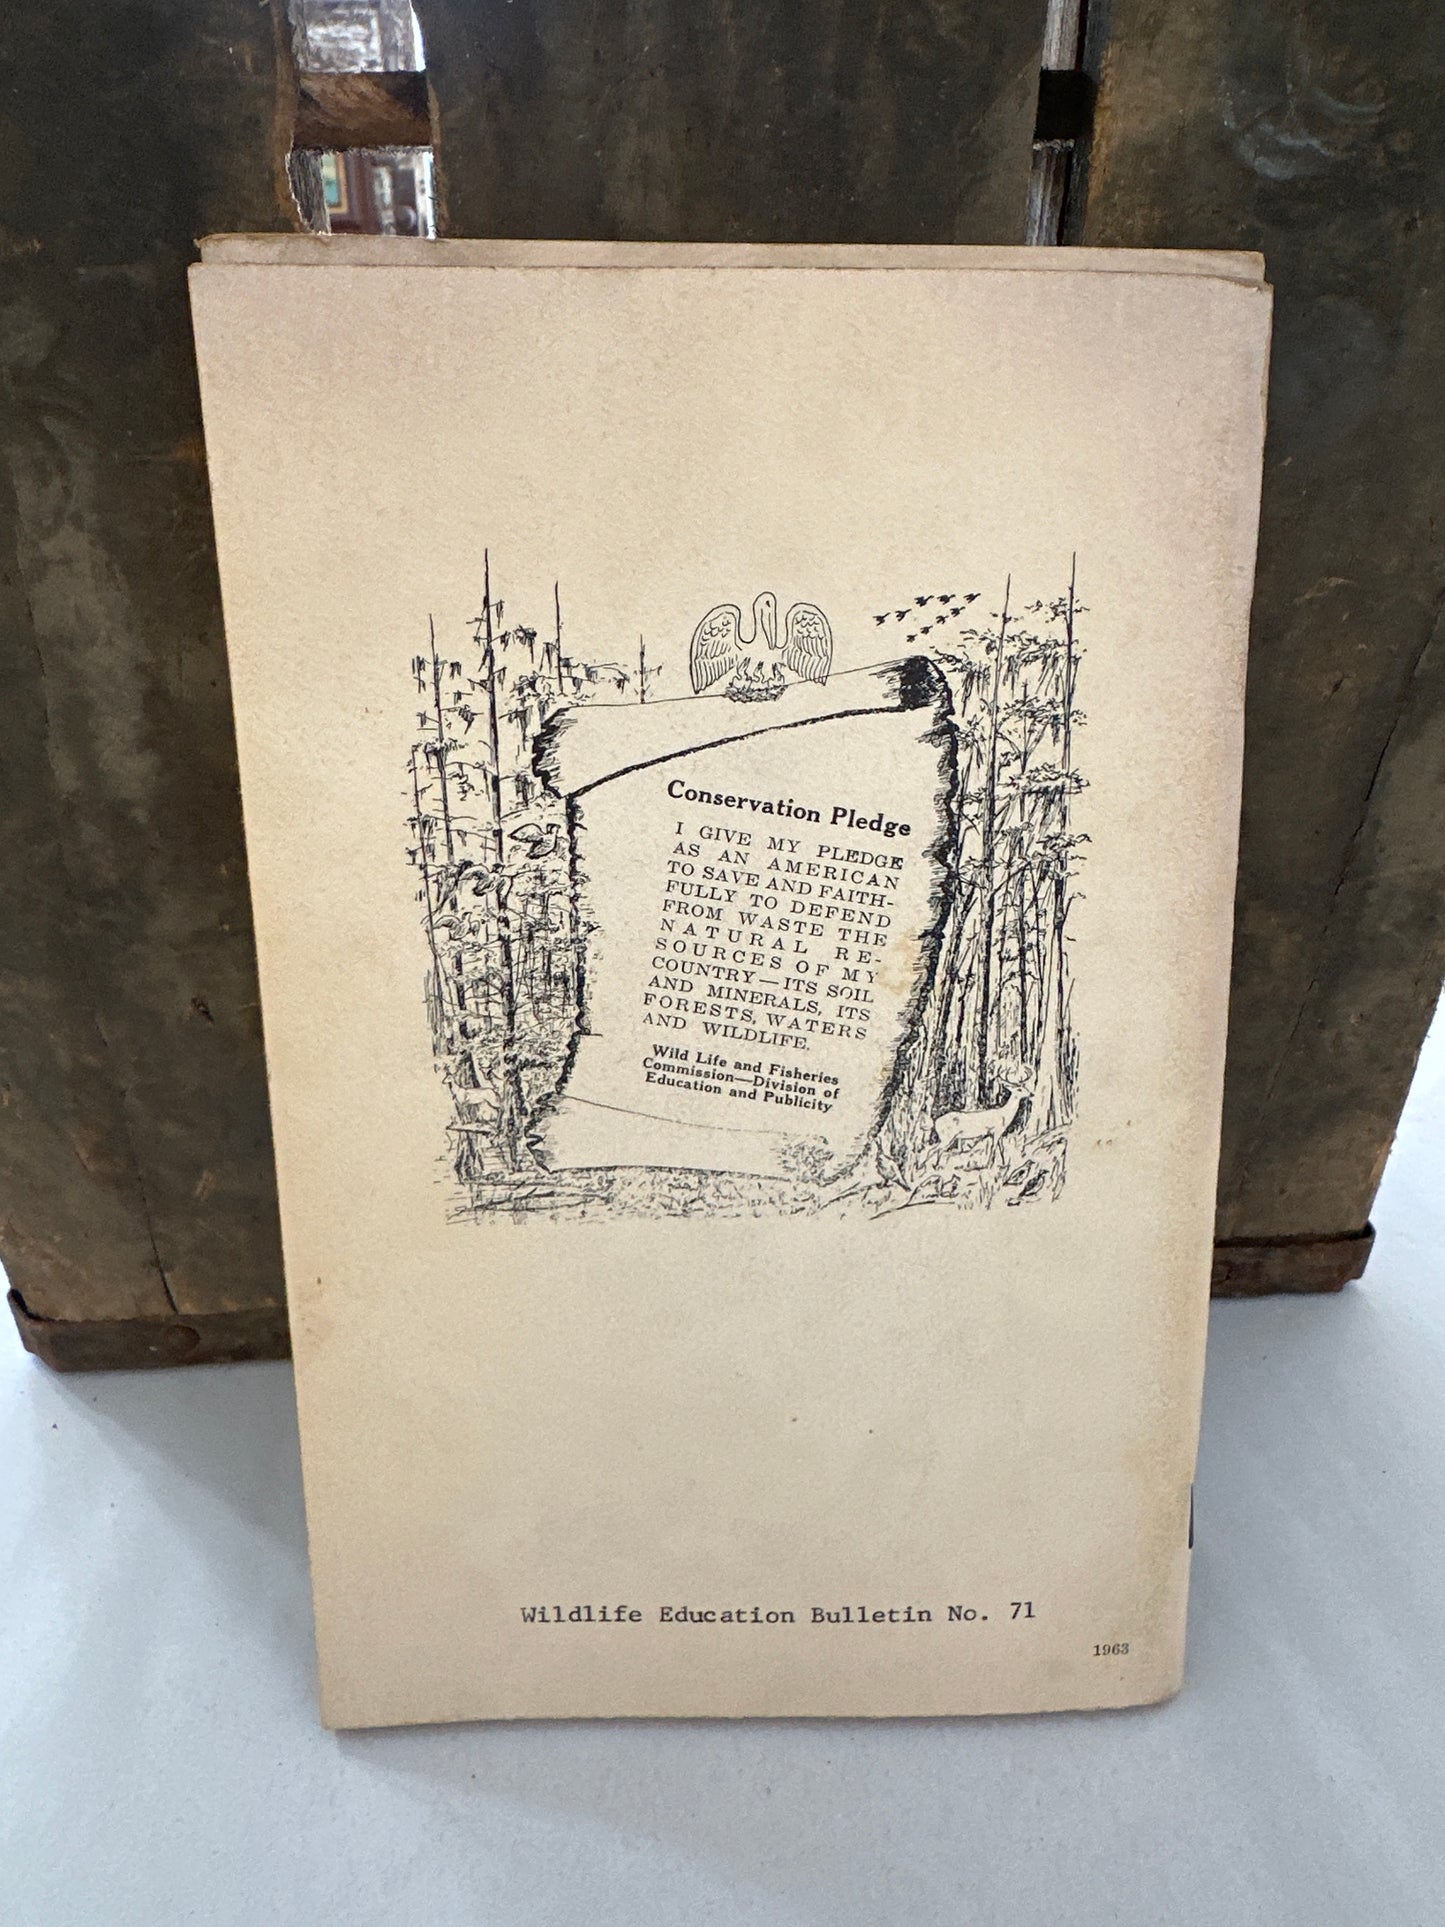 Conservation Pledge
I GIVE MY PLEDGE
AS AN AMERICAN
TO SAVE AND FAITH-
FULLY TO DEFEND
FROM WASTE THE
NATURAL RE-
SOURCES OF MY
COUNTRY—ITS SOIL
AND MINERALS, ITS
FORESTS, WATERS
AND WILDLIFE.
Wild Life and Fisheries
Commission—Division of
Education and Publicity
Wildlife Education Bulletin No. 71
1963